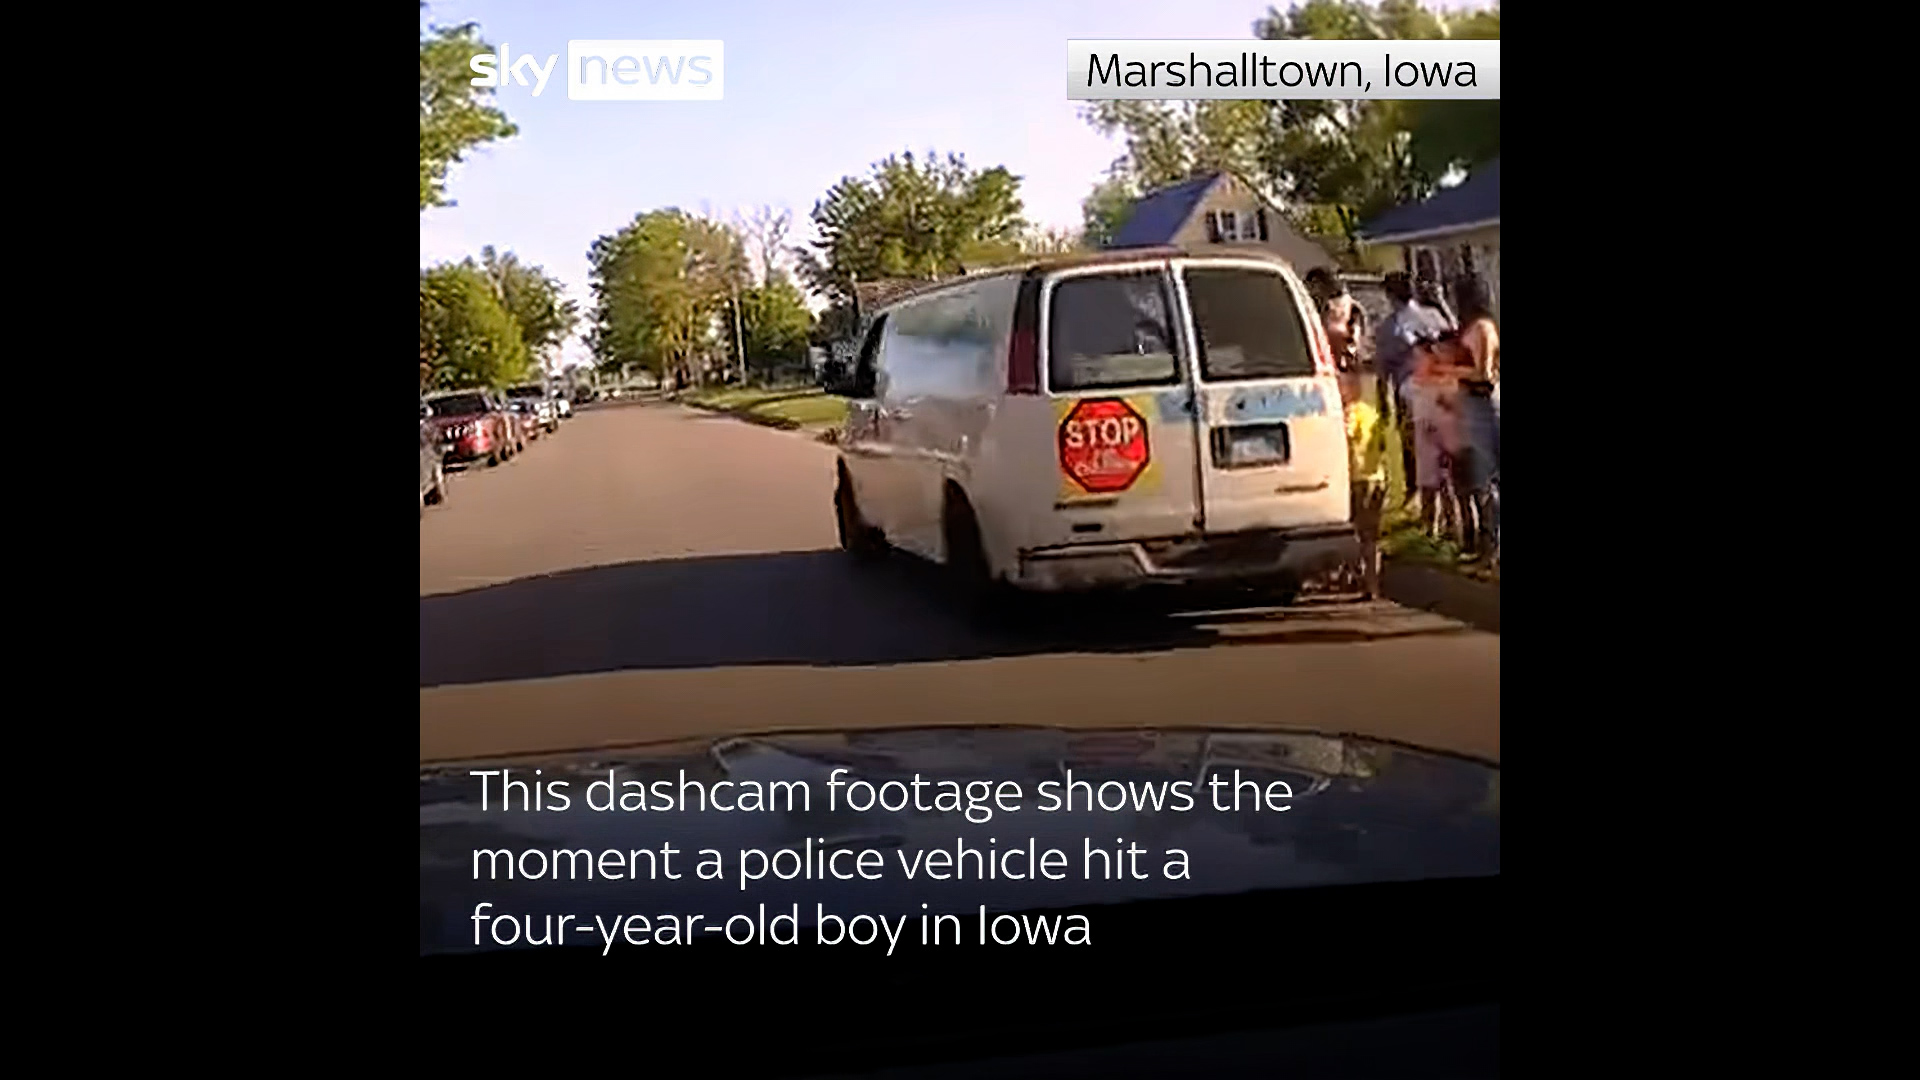 sky news
Marshalltown, Iowa
STOP
This dashcam footage shows the
moment a police vehicle hit a
four-year-old boy in Iowa